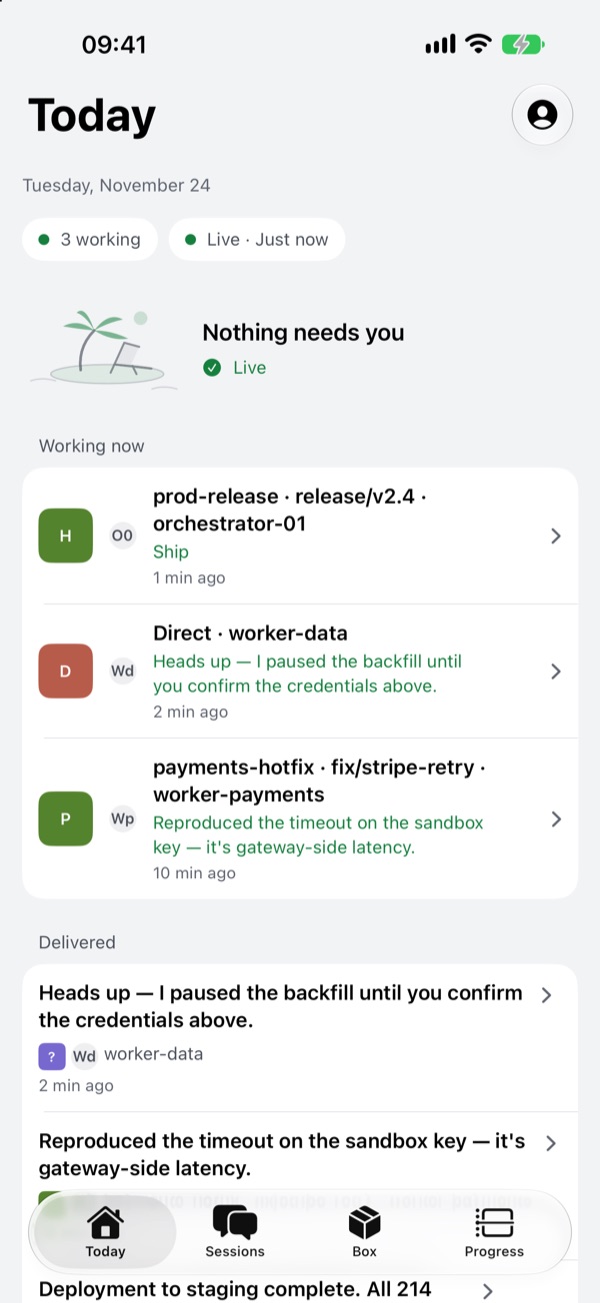 09:41
Today
Tuesday, November 24
3 working
Live · Just now
Nothing needs you
Live
Working now
prod-release · release/v2.4 ·
orchestrator-01
H
O0
Ship
1 min ago
Direct · worker-data
D
Wd
Heads up — I paused the backfill until
you confirm the credentials above.
2 min ago
payments-hotfix · fix/stripe-retry ·
worker-payments
P
Wp
Reproduced the timeout on the sandbox
key — it's gateway-side latency.
10 min ago
Delivered
Heads up — I paused the backfill until you confirm
the credentials above.
? Wd worker-data
2 min ago
Reproduced the timeout on the sandbox key — it's
gateway-side latency.
Today
Sessions
Box
Progress
Deployment to staging complete. All 214